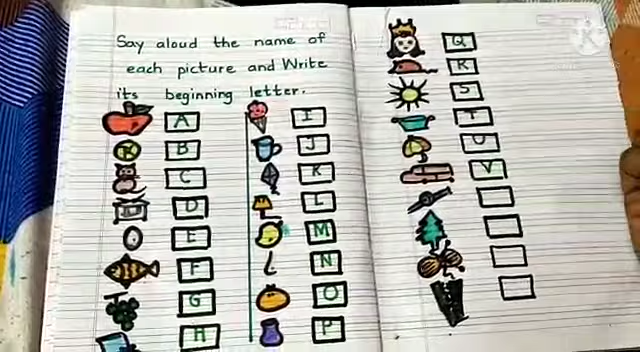 Say aloud the name of
each picture and Write
its beginning letter.
A
B
C
D
E
F
G
H
I
J
K
L
M
N
O
P
Q
R
S
T
U
V